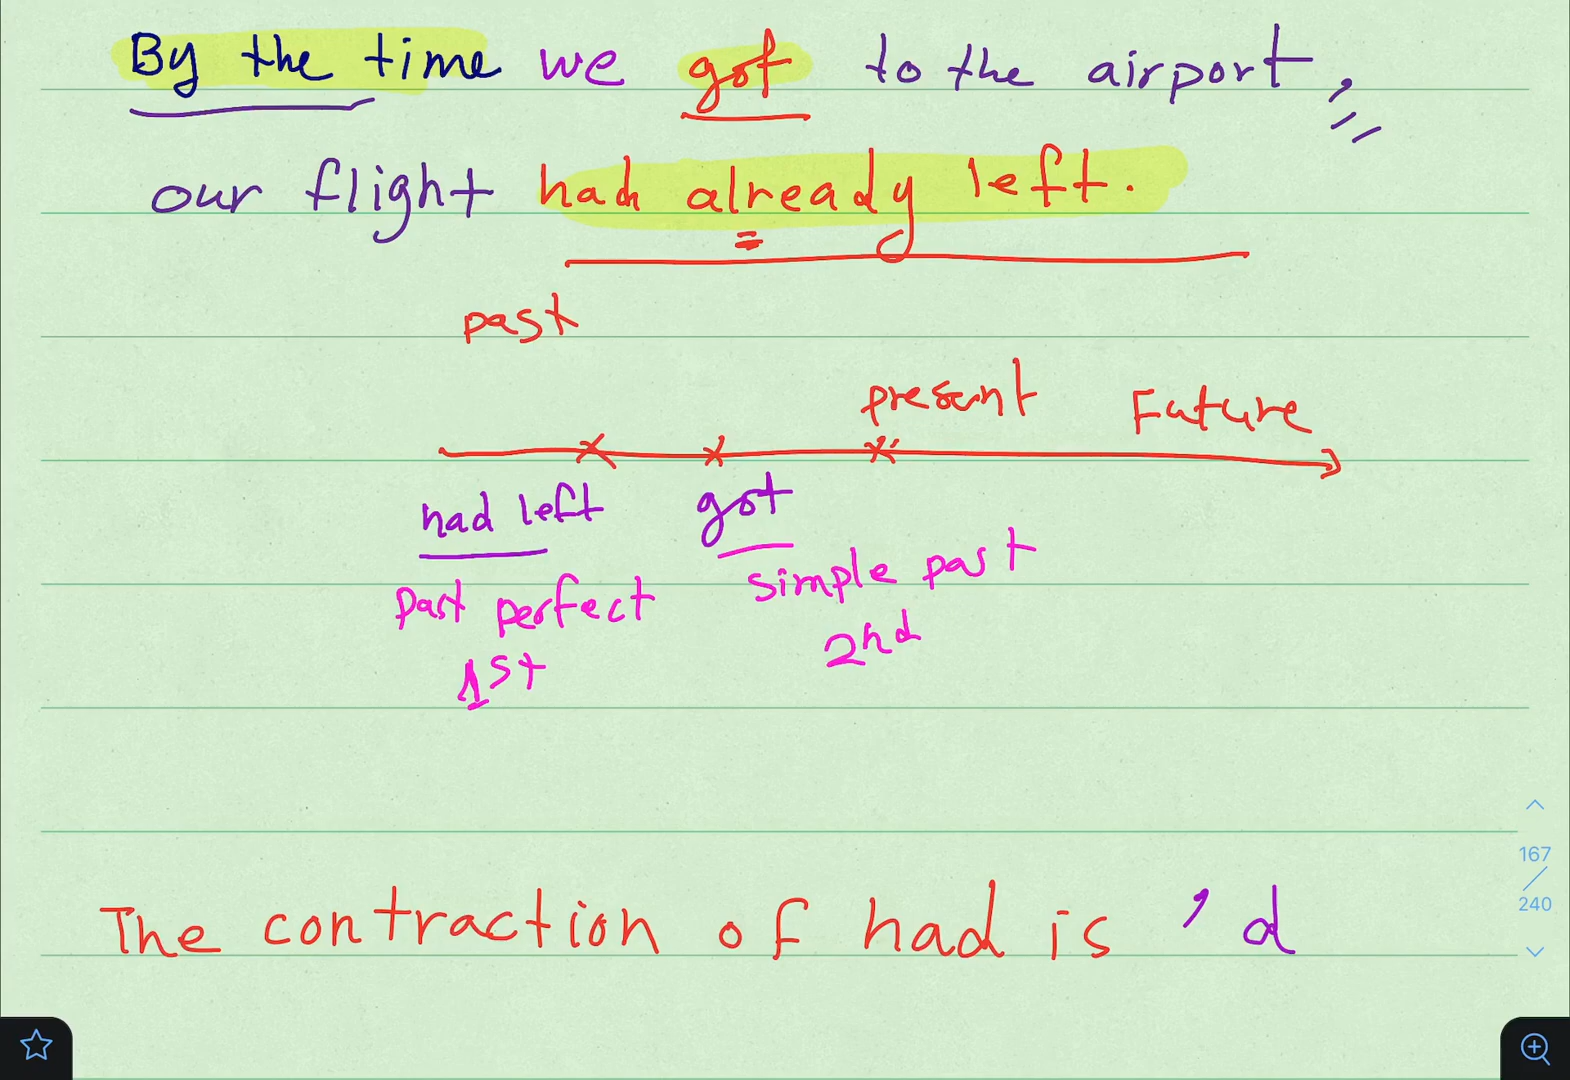 By the time we got to the airport,
our flight had already left.
past
present Future
had left got
past perfect simple past
1st 2nd
The contraction of had is 'd
167
240